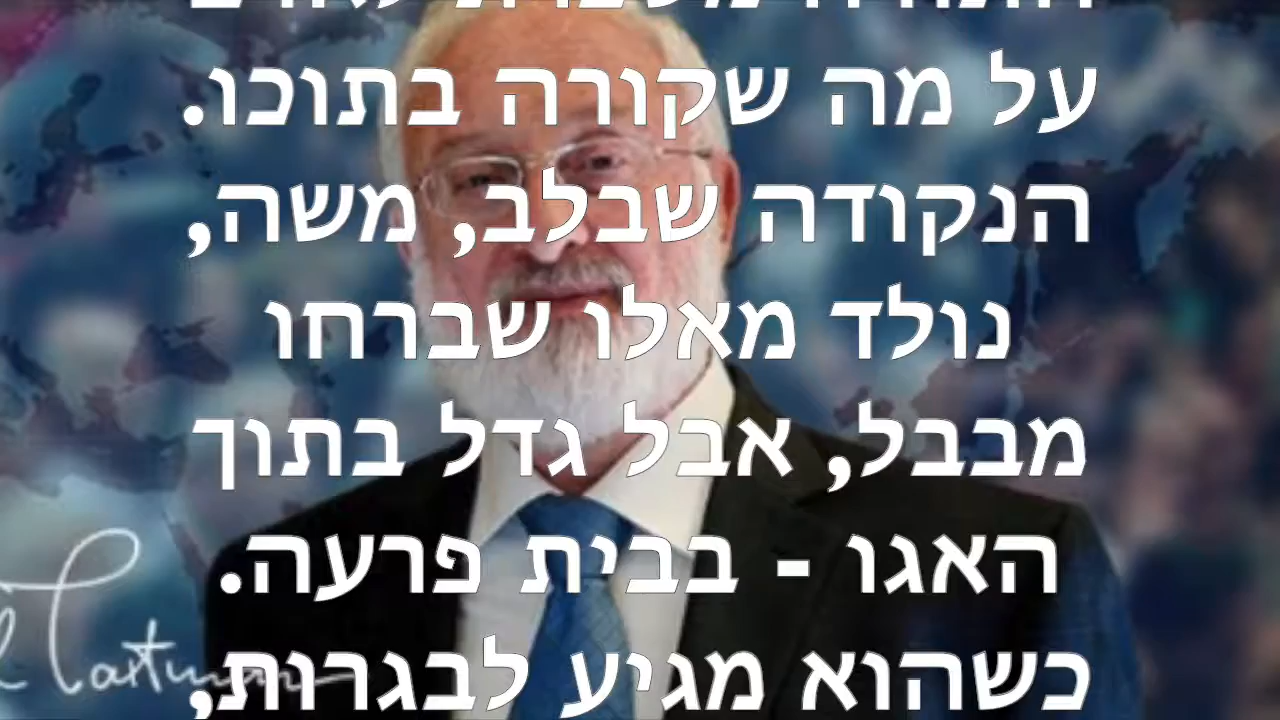 על מה שקורה בתוכו.
הנקודה שבלב, משה,
נולד מאלו שברחו
מבבל, אבל גדל בתוך
האגו - בבית פרעה.
כשהוא מגיע לבגרות,